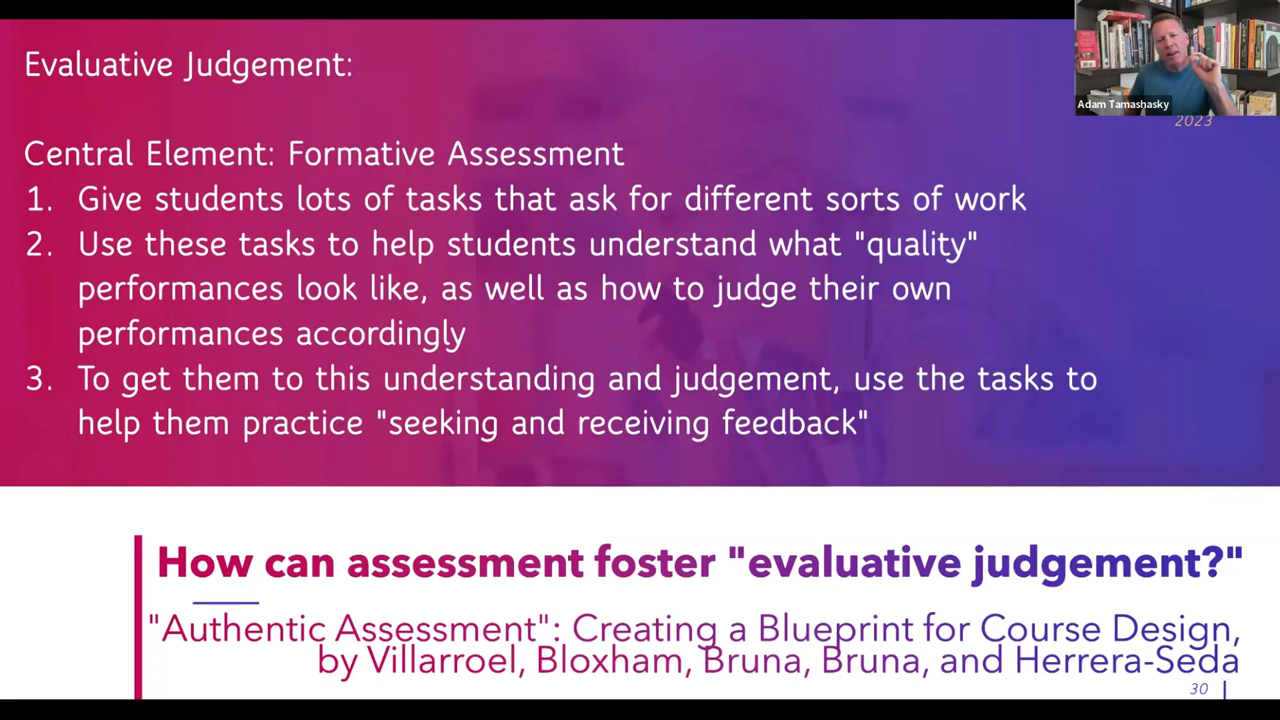 Evaluative Judgement:
Adam Tamashasky
2023
Central Element: Formative Assessment
1. Give students lots of tasks that ask for different sorts of work
2. Use these tasks to help students understand what "quality"
performances look like, as well as how to judge their own
performances accordingly
3. To get them to this understanding and judgement, use the tasks to
help them practice "seeking and receiving feedback"
How can assessment foster "evaluative judgement?"
"Authentic Assessment": Creating a Blueprint for Course Design,
by Villarroel, Bloxham, Bruna, Bruna, and Herrera-Seda
30